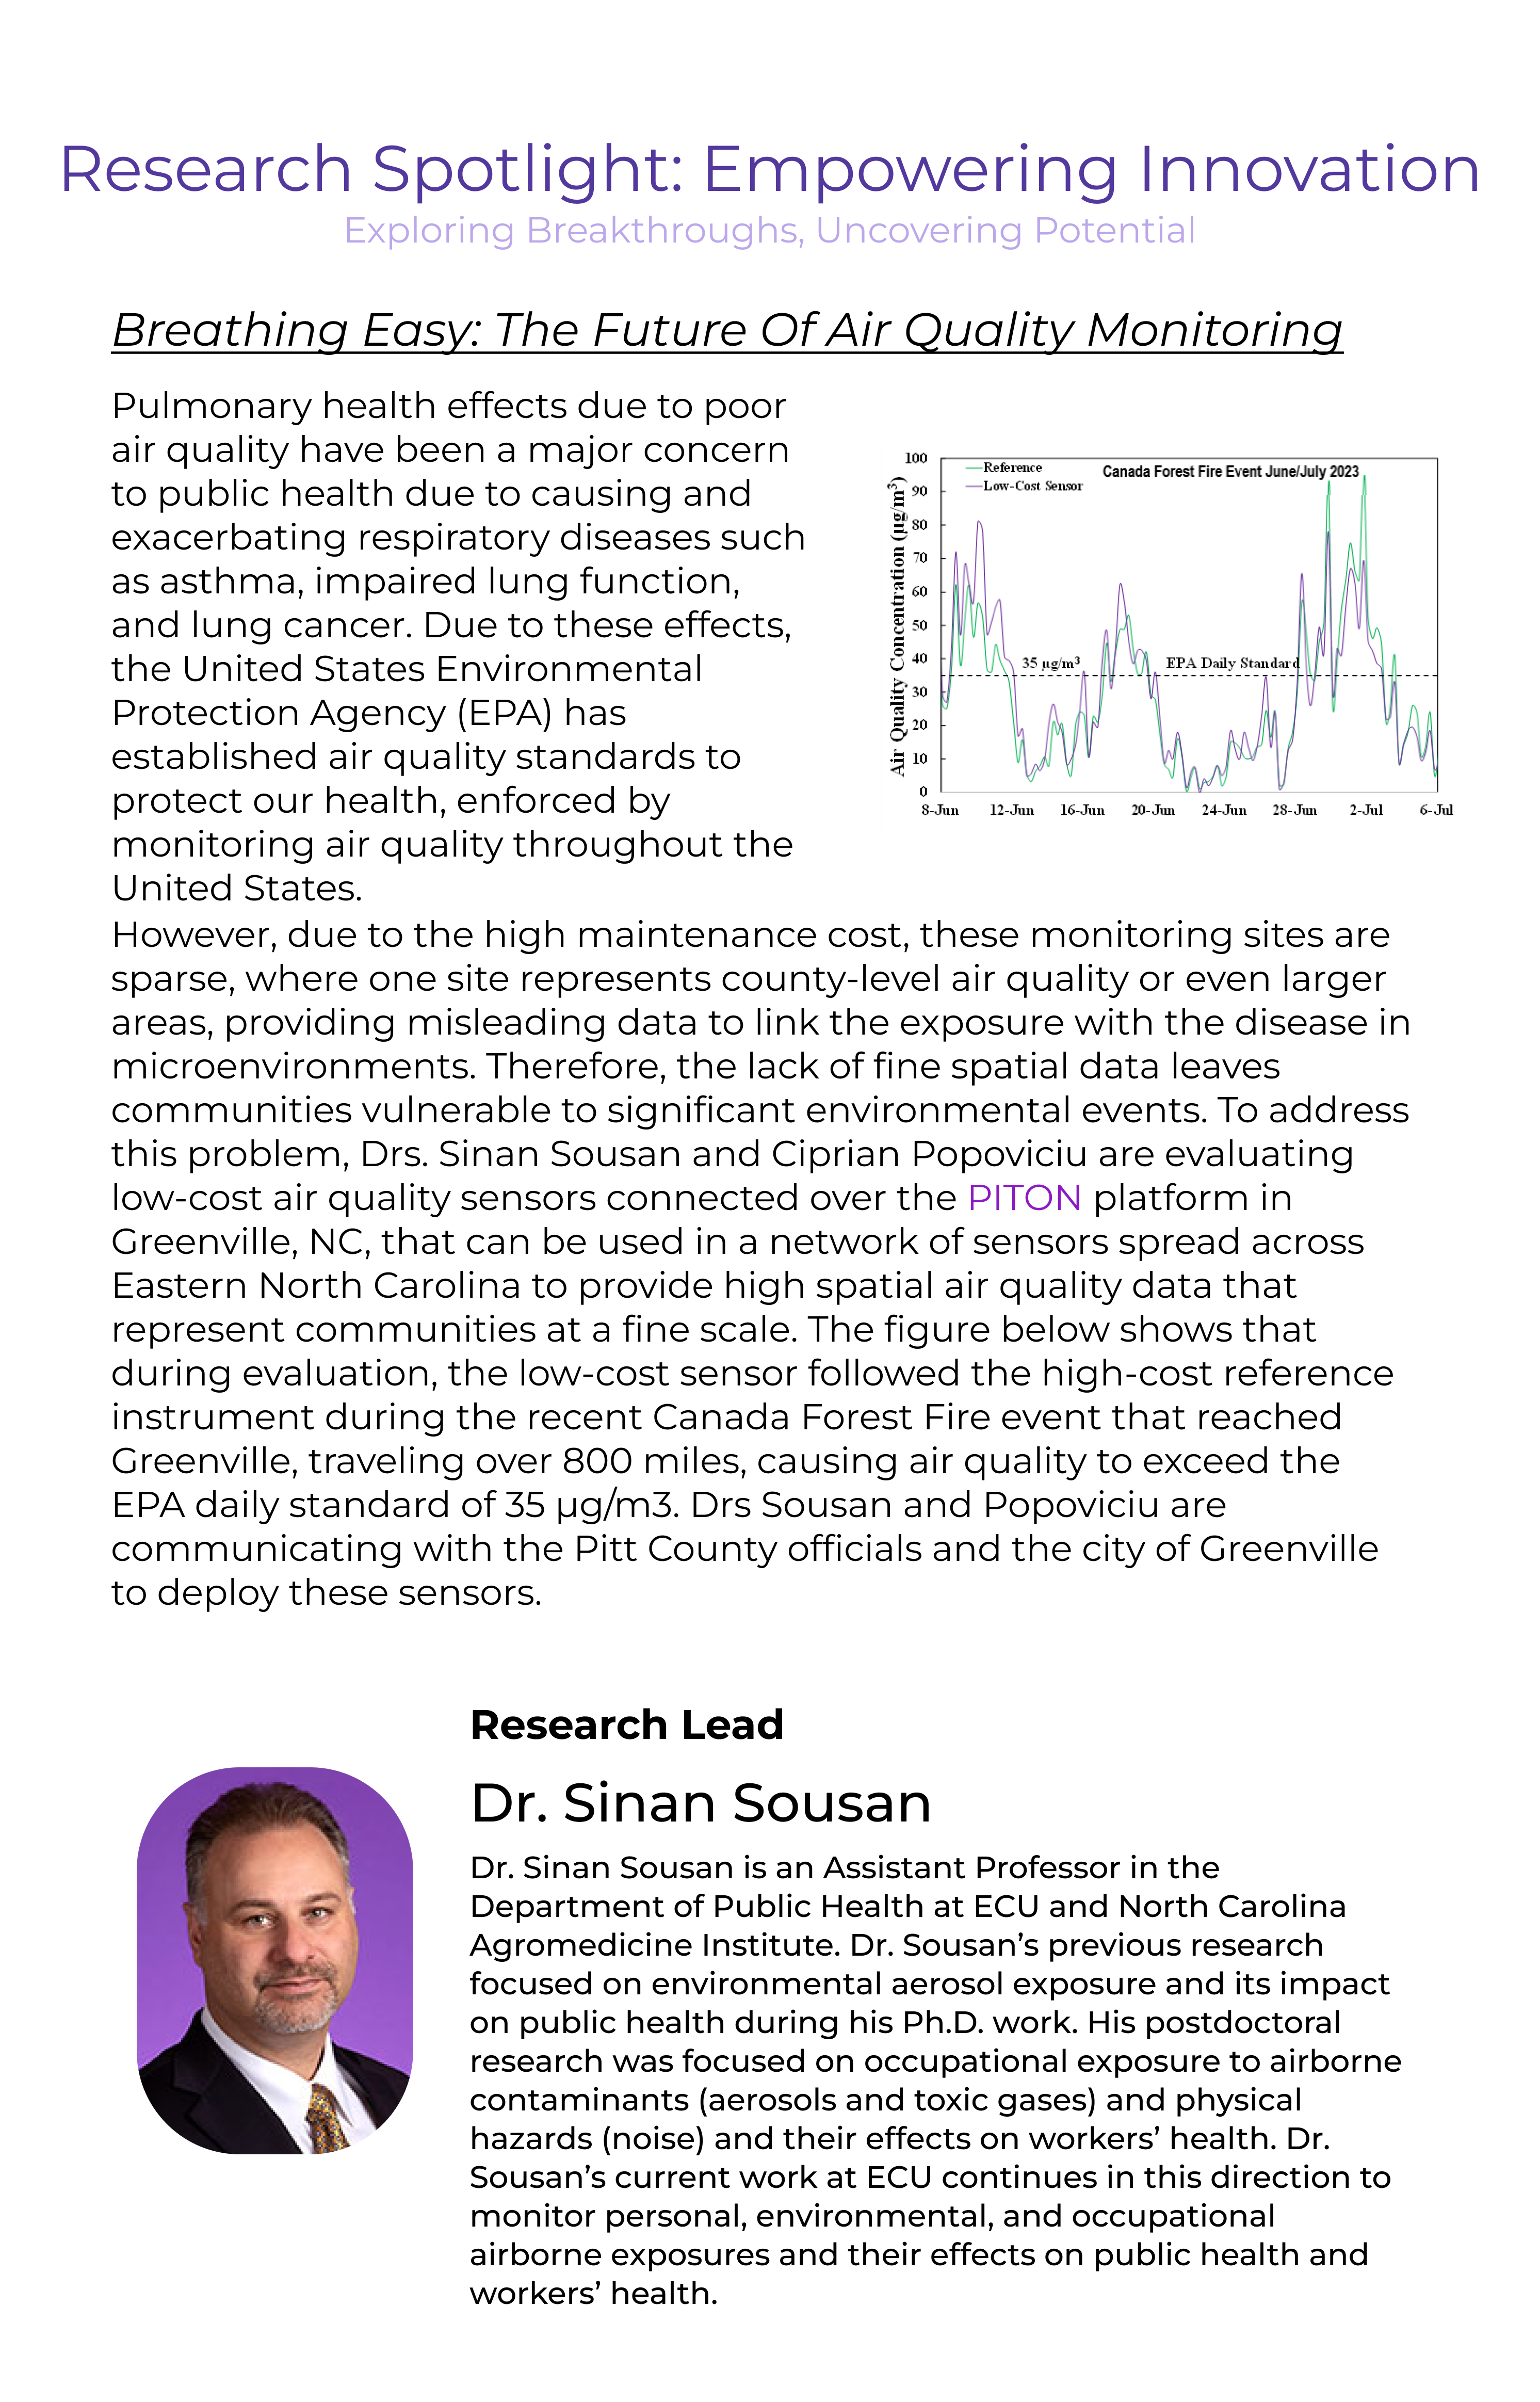 Research Spotlight: Empowering Innovation
Exploring Breakthroughs, Uncovering Potential
Breathing Easy: The Future Of Air Quality Monitoring
Pulmonary health effects due to poor
air quality have been a major concern
to public health due to causing and
exacerbating respiratory diseases such
as asthma, impaired lung function,
and lung cancer. Due to these effects,
the United States Environmental
Protection Agency (EPA) has
established air quality standards to
protect our health, enforced by
monitoring air quality throughout the
United States.
Air Quality Concentration (µg/m³)
100
90
80
70
60
50
40
30
20
10
0
Reference
Low-Cost Sensor
Canada Forest Fire Event June/July 2023
35 µg/m³
EPA Daily Standard
8-Jun 12-Jun 16-Jun 20-Jun 24-Jun 28-Jun 2-Jul 6-Jul
However, due to the high maintenance cost, these monitoring sites are
sparse, where one site represents county-level air quality or even larger
areas, providing misleading data to link the exposure with the disease in
microenvironments. Therefore, the lack of fine spatial data leaves
communities vulnerable to significant environmental events. To address
this problem, Drs. Sinan Sousan and Ciprian Popoviciu are evaluating
low-cost air quality sensors connected over the PITON platform in
Greenville, NC, that can be used in a network of sensors spread across
Eastern North Carolina to provide high spatial air quality data that
represent communities at a fine scale. The figure below shows that
during evaluation, the low-cost sensor followed the high-cost reference
instrument during the recent Canada Forest Fire event that reached
Greenville, traveling over 800 miles, causing air quality to exceed the
EPA daily standard of 35 µg/m3. Drs Sousan and Popoviciu are
communicating with the Pitt County officials and the city of Greenville
to deploy these sensors.
Research Lead
Dr. Sinan Sousan
Dr. Sinan Sousan is an Assistant Professor in the
Department of Public Health at ECU and North Carolina
Agromedicine Institute. Dr. Sousan’s previous research
focused on environmental aerosol exposure and its impact
on public health during his Ph.D. work. His postdoctoral
research was focused on occupational exposure to airborne
contaminants (aerosols and toxic gases) and physical
hazards (noise) and their effects on workers’ health. Dr.
Sousan’s current work at ECU continues in this direction to
monitor personal, environmental, and occupational
airborne exposures and their effects on public health and
workers’ health.